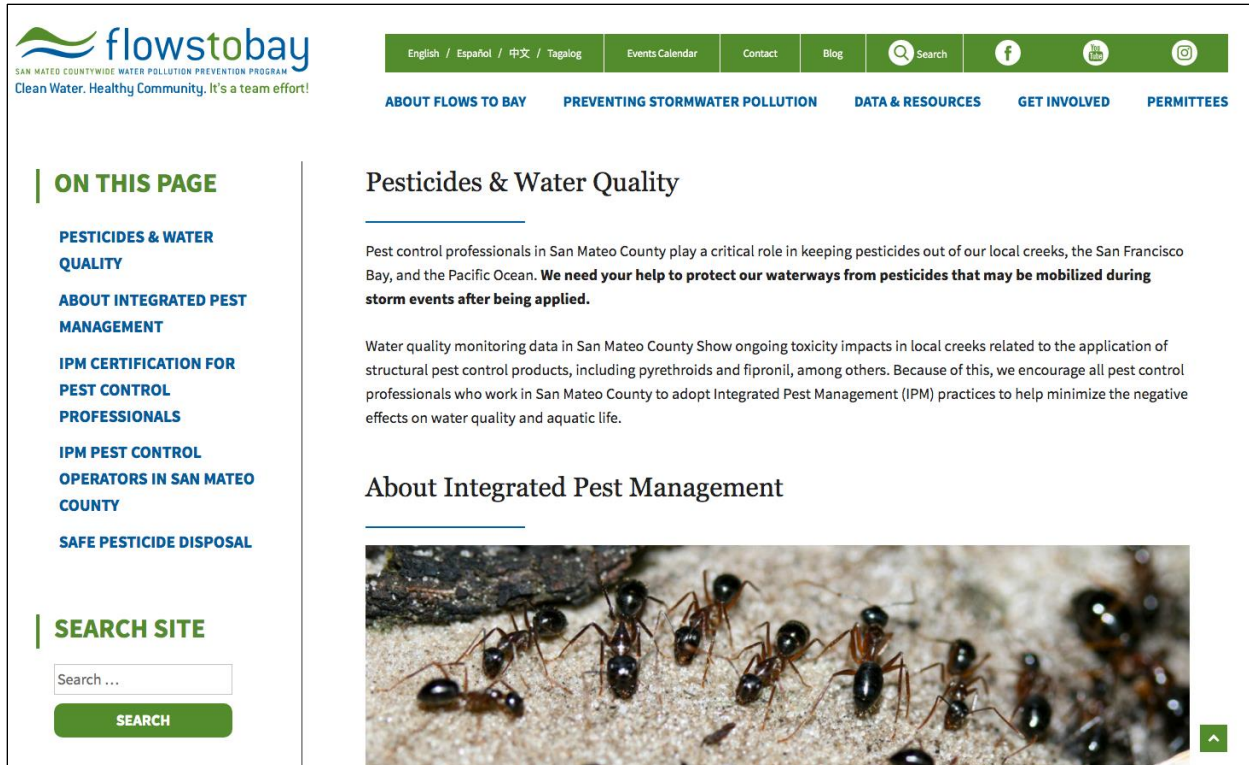 flowstobay
SAN MATEO COUNTYWIDE WATER POLLUTION PREVENTION PROGRAM
Clean Water. Healthy Community. It's a team effort!
English / Español / 中文 / Tagalog
Events Calendar
Contact
Blog
Search
You Tube
ABOUT FLOWS TO BAY
PREVENTING STORMWATER POLLUTION
DATA & RESOURCES
GET INVOLVED
PERMITTEES
ON THIS PAGE
PESTICIDES & WATER
QUALITY
ABOUT INTEGRATED PEST
MANAGEMENT
IPM CERTIFICATION FOR
PEST CONTROL
PROFESSIONALS
IPM PEST CONTROL
OPERATORS IN SAN MATEO
COUNTY
SAFE PESTICIDE DISPOSAL
SEARCH SITE
Search …
SEARCH
Pesticides & Water Quality
Pest control professionals in San Mateo County play a critical role in keeping pesticides out of our local creeks, the San Francisco
Bay, and the Pacific Ocean. We need your help to protect our waterways from pesticides that may be mobilized during
storm events after being applied.
Water quality monitoring data in San Mateo County Show ongoing toxicity impacts in local creeks related to the application of
structural pest control products, including pyrethroids and fipronil, among others. Because of this, we encourage all pest control
professionals who work in San Mateo County to adopt Integrated Pest Management (IPM) practices to help minimize the negative
effects on water quality and aquatic life.
About Integrated Pest Management